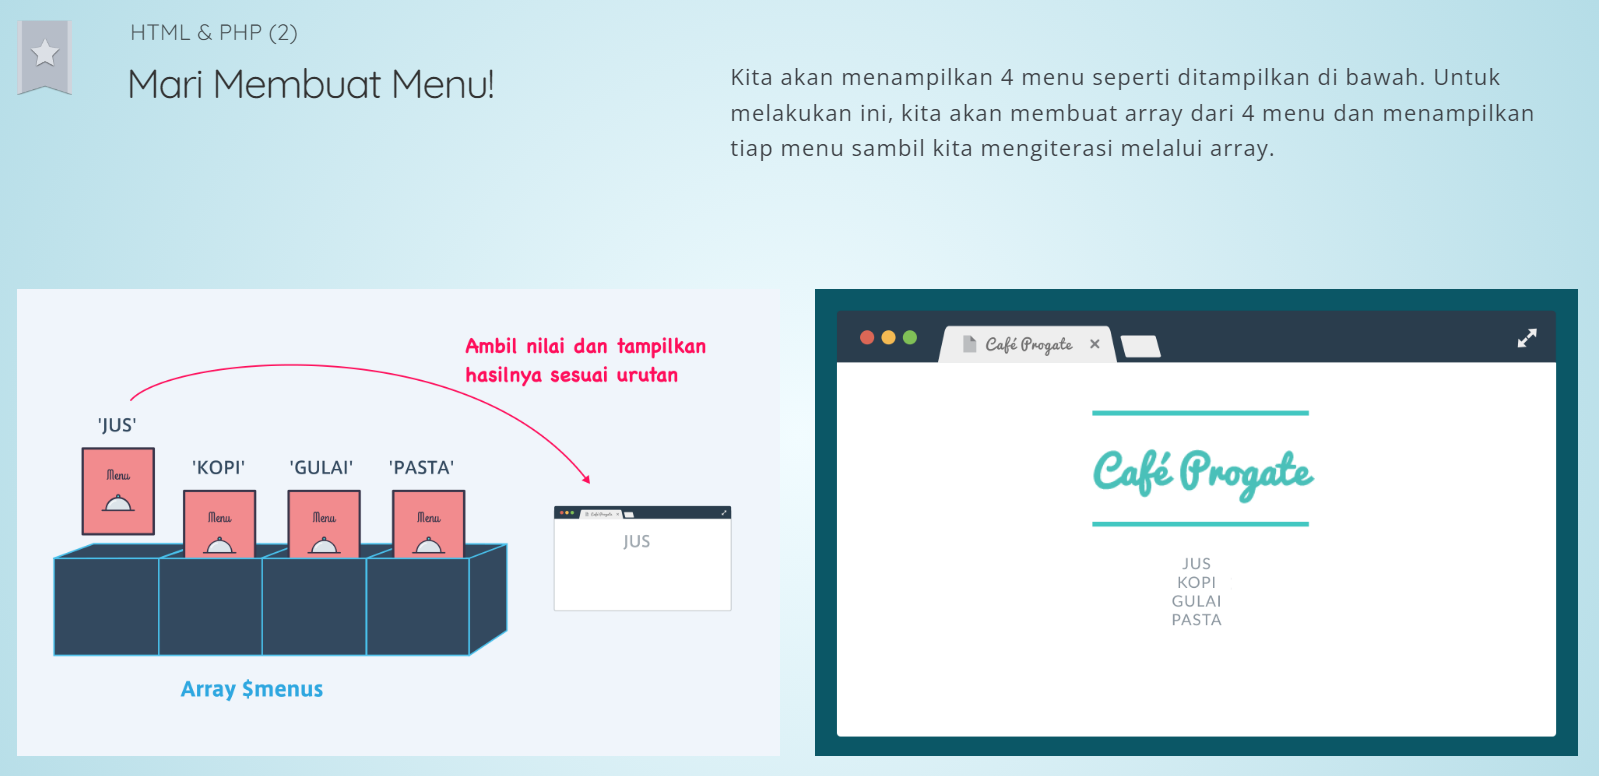 HTML & PHP (2)
Mari Membuat Menu!
Kita akan menampilkan 4 menu seperti ditampilkan di bawah. Untuk
melakukan ini, kita akan membuat array dari 4 menu dan menampilkan
tiap menu sambil kita mengiterasi melalui array.
Ambil nilai dan tampilkan
hasilnya sesuai urutan
'JUS'
'KOPI' 'GULAI' 'PASTA'
Menu
Menu Menu Menu
Café Progate
JUS
Array $menus
Café Progate
Café Progate
JUS
KOPI
GULAI
PASTA